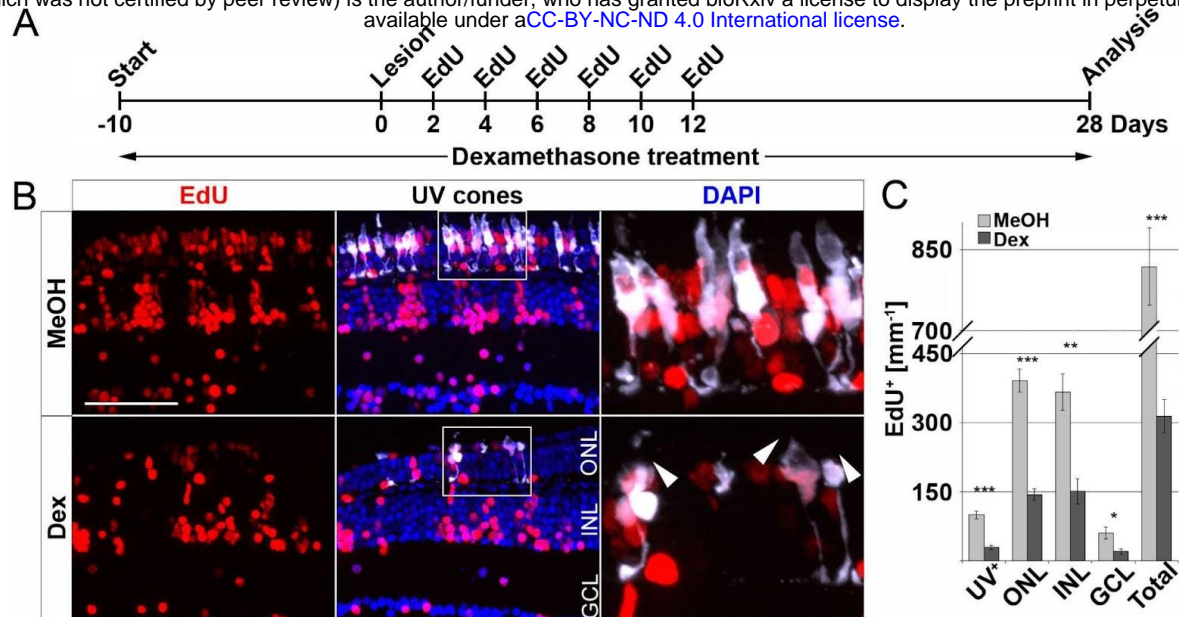 which was not certified by peer review) is the author/funder, who has granted bioRxiv a license to display the preprint in perpetu
available under aCC-BY-NC-ND 4.0 International license.
A
Start Lesion EdU EdU EdU EdU EdU EdU Analysis
-10 0 2 4 6 8 10 12 28 Days
Dexamethasone treatment
B
EdU UV cones DAPI
MeOH
Dex
ONL
INL
GCL
C
MeOH
Dex
EdU⁺ [mm⁻¹]
850
700
450
300
150
*** *** ** * ***
UV⁺ ONL INL GCL Total